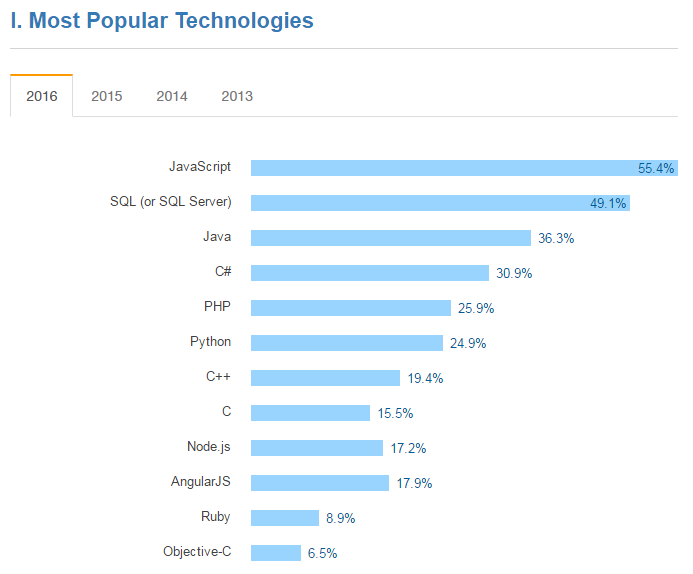 I. Most Popular Technologies
2016 2015 2014 2013
JavaScript 55.4%
SQL (or SQL Server) 49.1%
Java 36.3%
C# 30.9%
PHP 25.9%
Python 24.9%
C++ 19.4%
C 15.5%
Node.js 17.2%
AngularJS 17.9%
Ruby 8.9%
Objective-C 6.5%